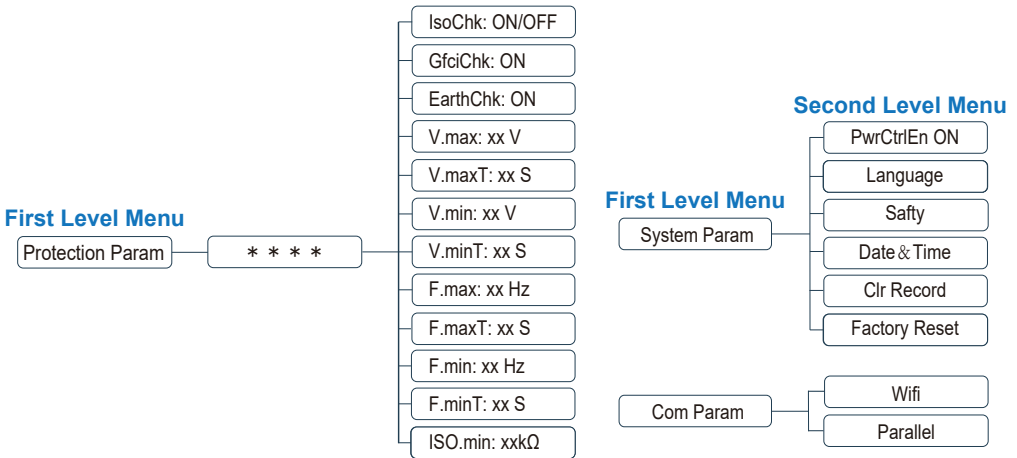 First Level Menu
Protection Param
* * * *
IsoChk: ON/OFF
GfciChk: ON
EarthChk: ON
V.max: xx V
V.maxT: xx S
V.min: xx V
V.minT: xx S
F.max: xx Hz
F.maxT: xx S
F.min: xx Hz
F.minT: xx S
ISO.min: xxkΩ
First Level Menu
System Param
Second Level Menu
PwrCtrlEn ON
Language
Safty
Date&Time
Clr Record
Factory Reset
Com Param
Wifi
Parallel